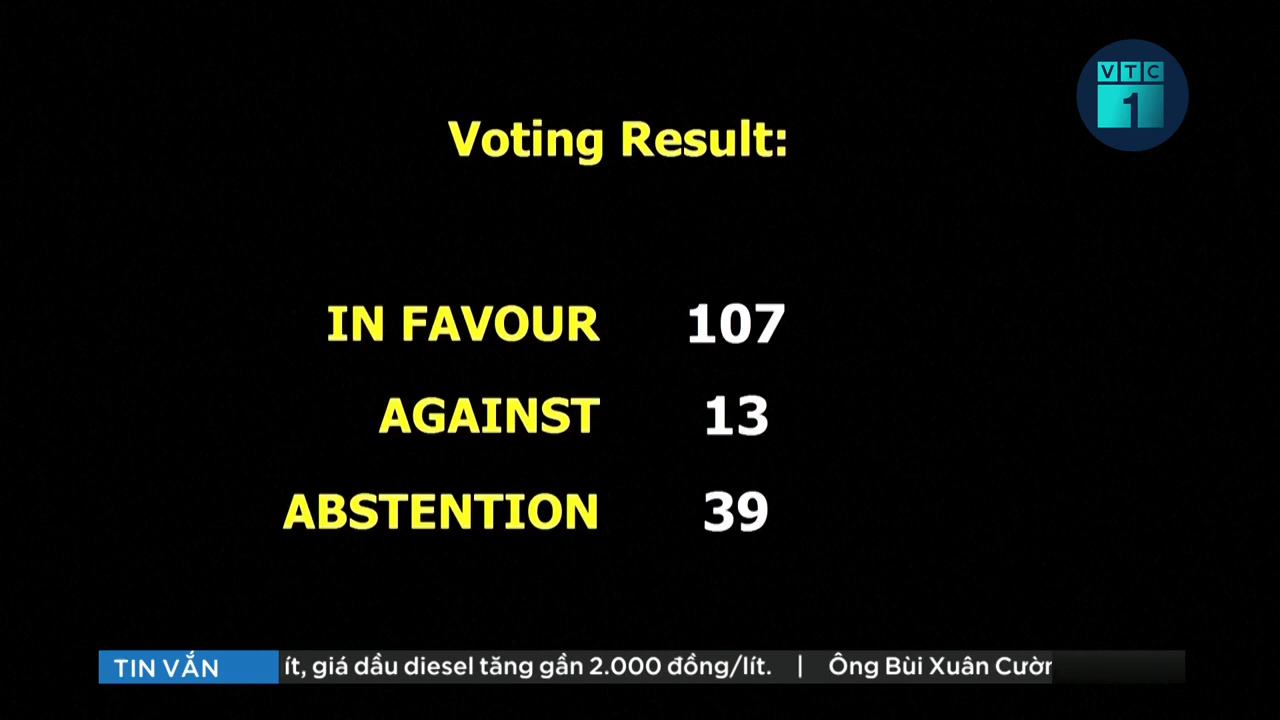 VTC
1
Voting Result:
IN FAVOUR 107
AGAINST 13
ABSTENTION 39
TIN VẮN ít, giá dầu diesel tăng gần 2.000 đồng/lít. | Ông Bùi Xuân